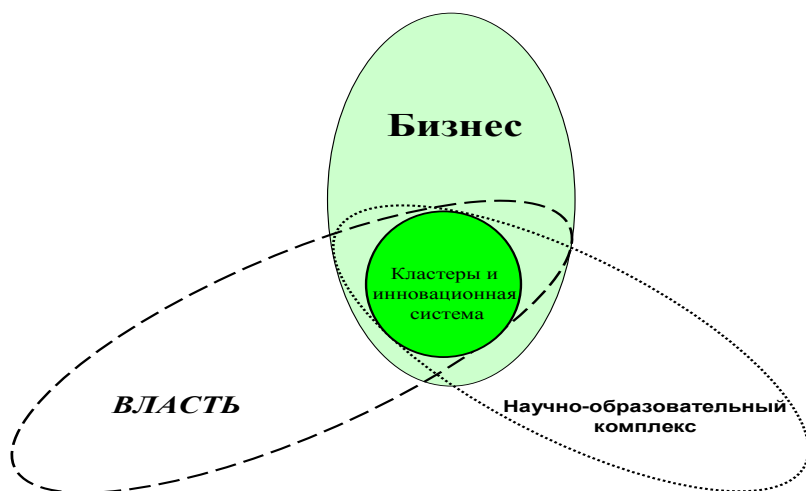 Бизнес
Кластеры и
инновационная
система
ВЛАСТЬ
Научно-образовательный
комплекс